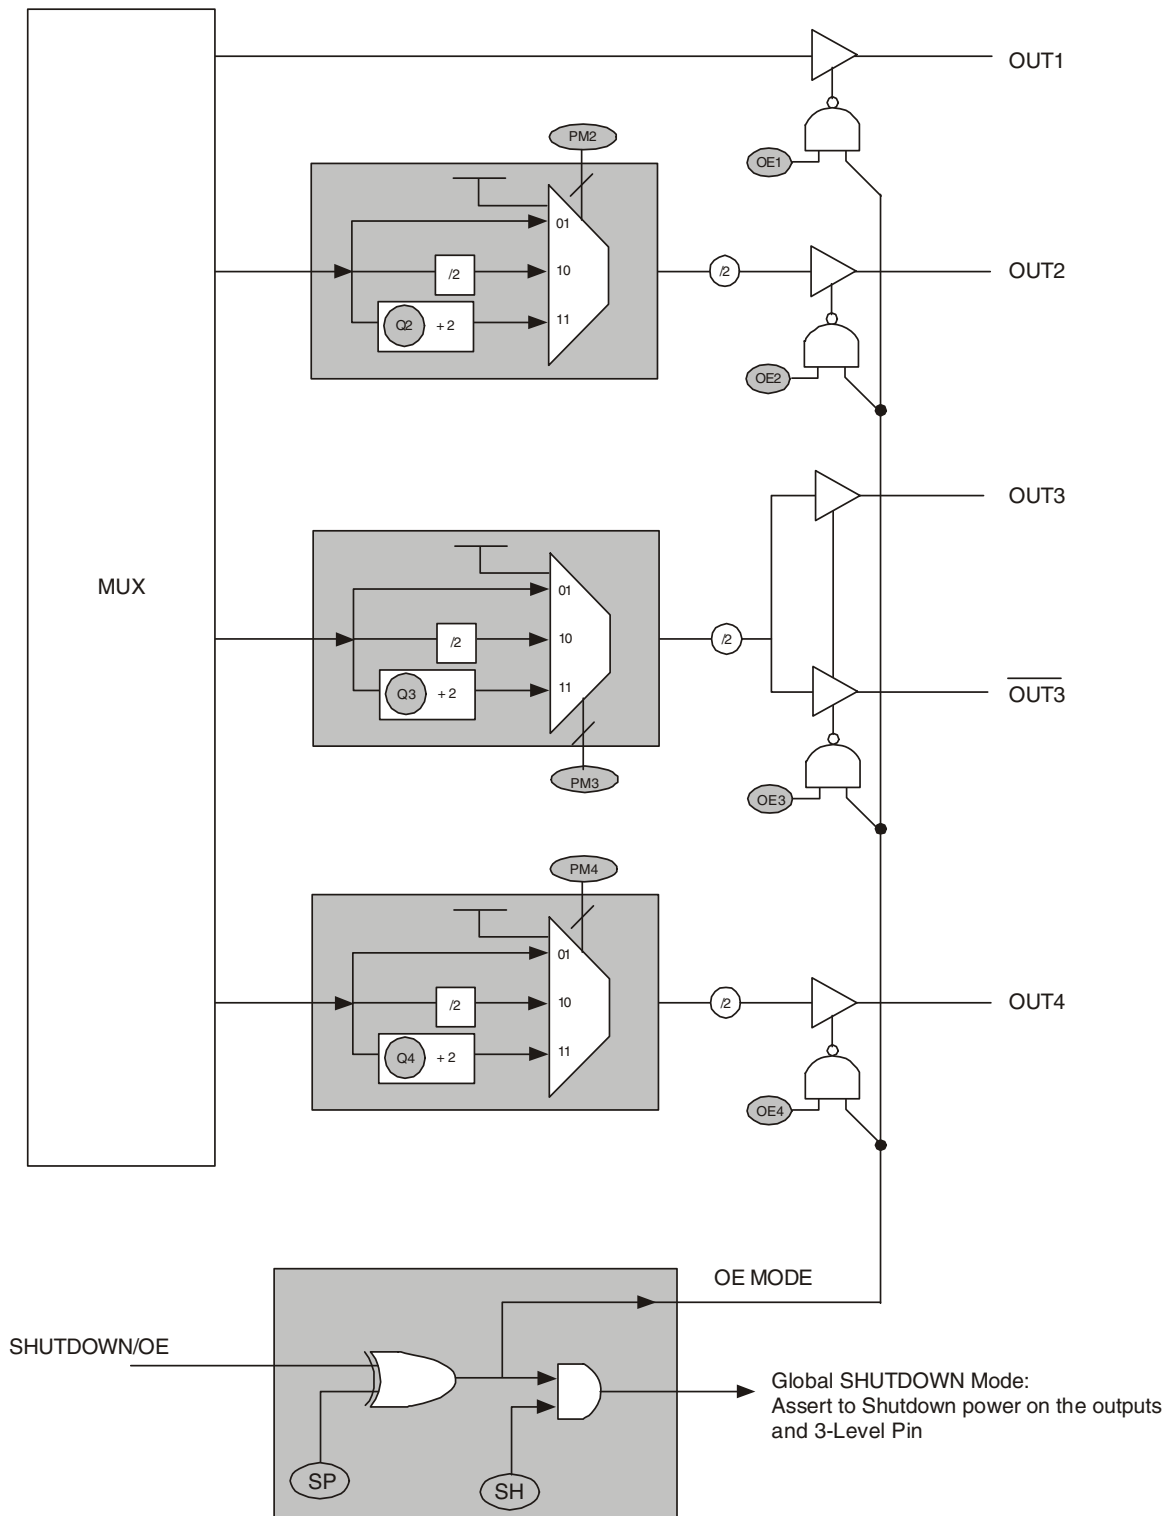 OUT1
PM2
OE1
01
/2
10
/2
OUT2
Q2 + 2
11
OE2
OUT3
MUX
01
/2
10
/2
Q3 + 2
11
OUT3
PM3
OE3
PM4
01
/2
10
/2
OUT4
Q4 + 2
11
OE4
OE MODE
SHUTDOWN/OE
Global SHUTDOWN Mode:
Assert to Shutdown power on the outputs
and 3-Level Pin
SP
SH